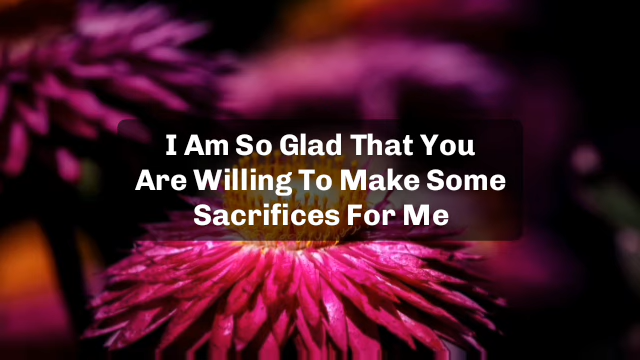 I Am So Glad That You
Are Willing To Make Some
Sacrifices For Me